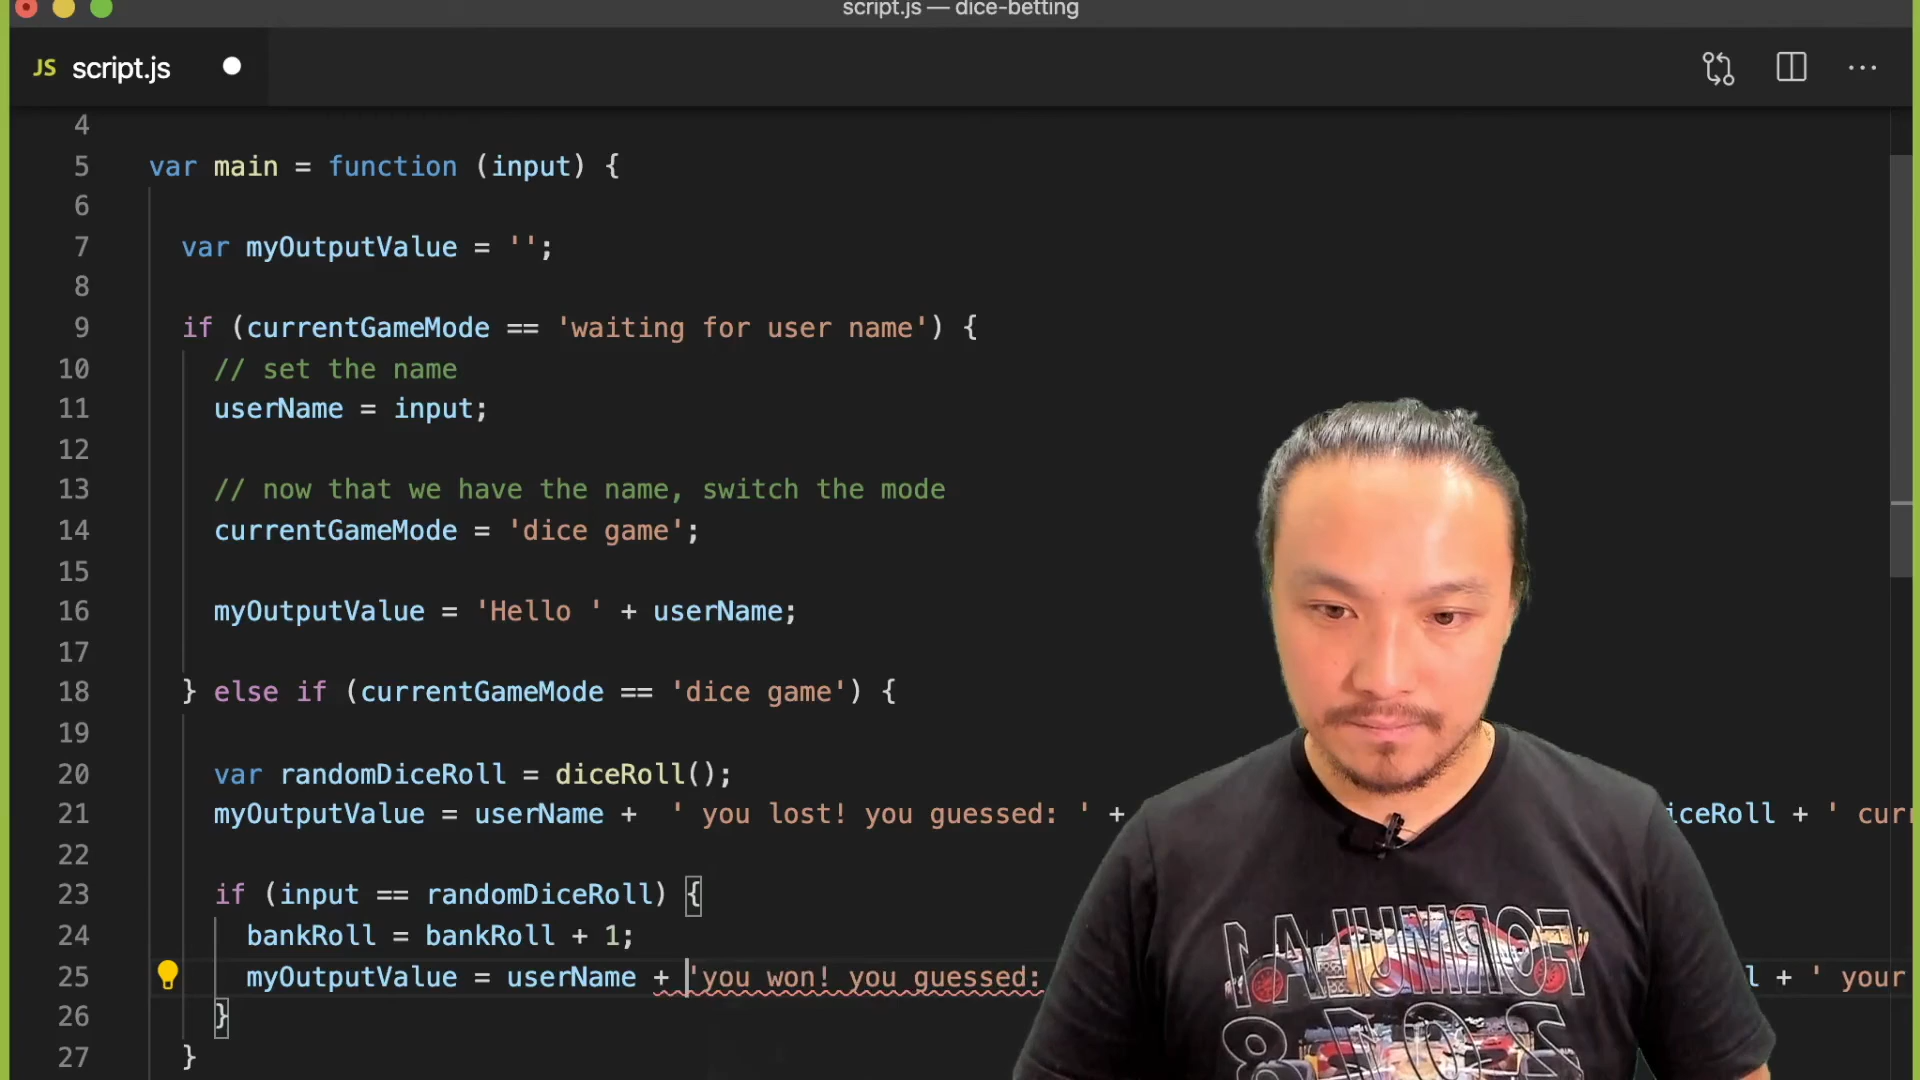 script.js — dice-betting
JS script.js
4
5 var main = function (input) {
6
7 var myOutputValue = '';
8
9 if (currentGameMode == 'waiting for user name') {
10 // set the name
11 userName = input;
12
13 // now that we have the name, switch the mode
14 currentGameMode = 'dice game';
15
16 myOutputValue = 'Hello ' + userName;
17
18 } else if (currentGameMode == 'dice game') {
19
20 var randomDiceRoll = diceRoll();
21 myOutputValue = userName + ' you lost! you guessed: ' + iceRoll + ' curr
22
23 if (input == randomDiceRoll) {
24 bankRoll = bankRoll + 1;
25 myOutputValue = userName + 'you won! you guessed: l + ' your
26 }
27 }
FORMULA 1
2018